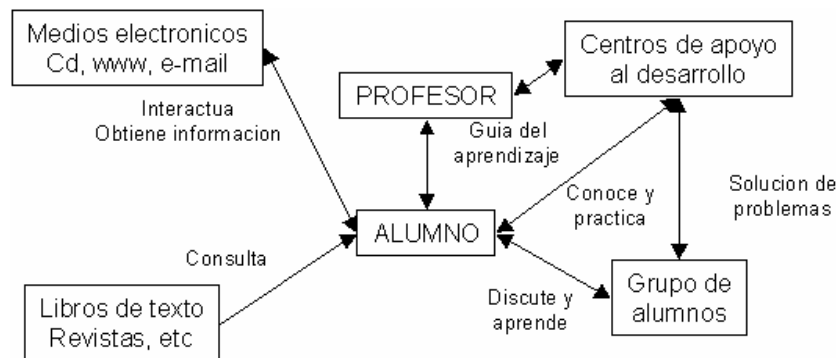 Medios electronicos
Cd, www, e-mail
Centros de apoyo
al desarrollo
PROFESOR
Interactua
Obtiene informacion
Guia del
aprendizaje
Conoce y
practica
Solucion de
problemas
ALUMNO
Consulta
Libros de texto
Revistas, etc
Discute y
aprende
Grupo de
alumnos